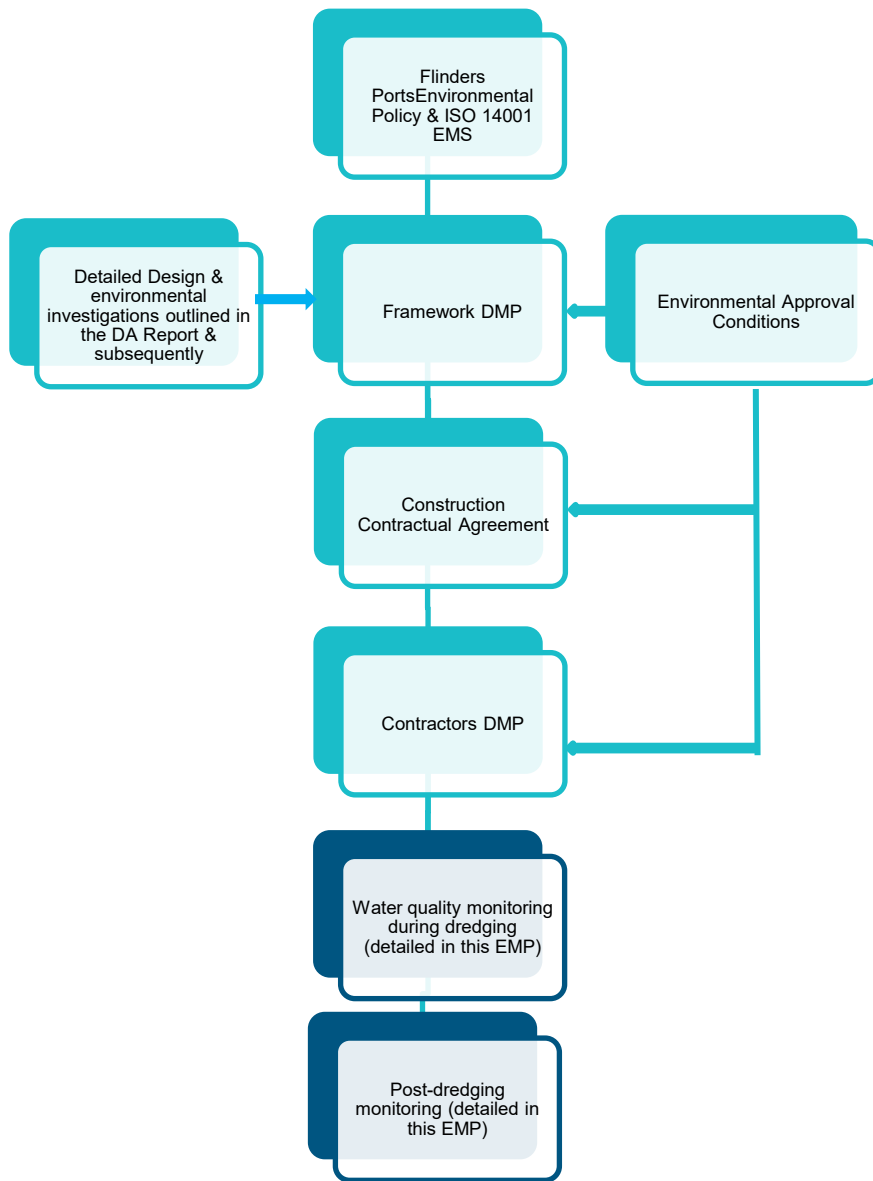 Flinders
PortsEnvironmental
Policy & ISO 14001
EMS
Detailed Design &
environmental
investigations outlined in
the DA Report &
subsequently
Framework DMP
Environmental Approval
Conditions
Construction
Contractual Agreement
Contractors DMP
Water quality monitoring
during dredging
(detailed in this EMP)
Post-dredging
monitoring (detailed in
this EMP)